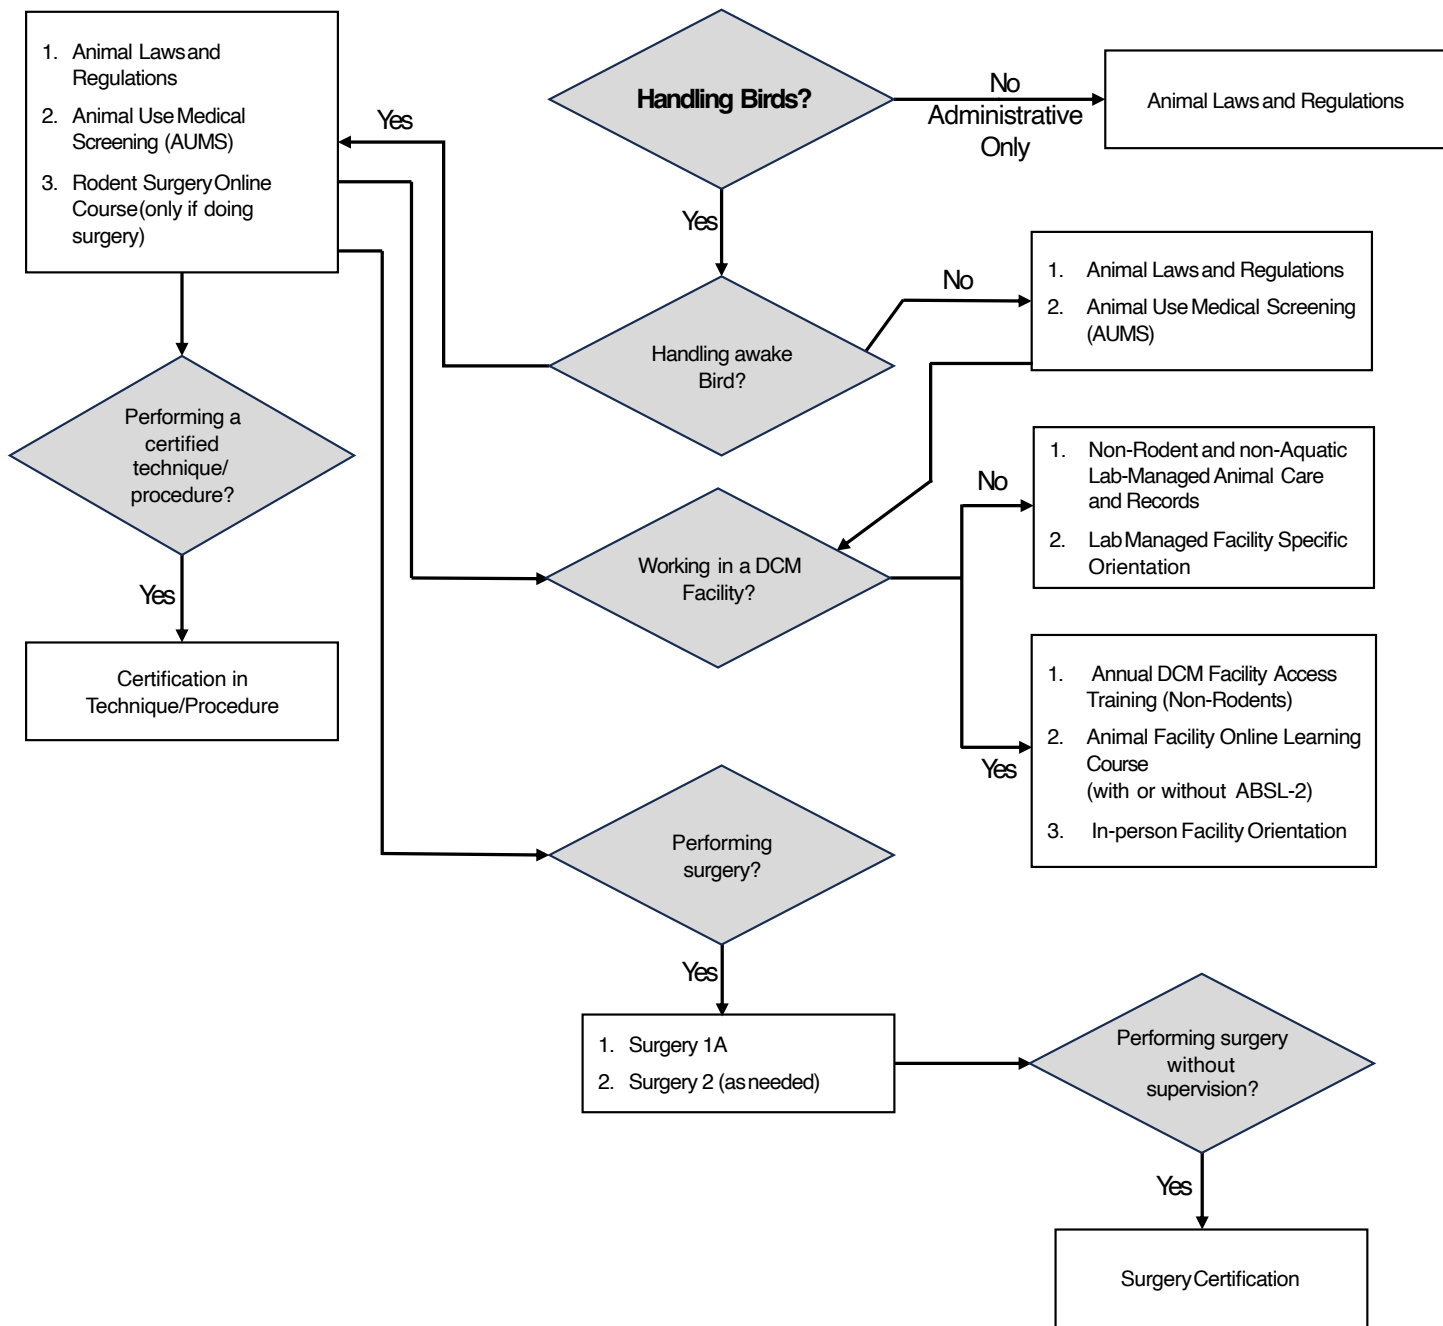 1. Animal Laws and
Regulations
2. Animal Use Medical
Screening (AUMS)
3. Rodent Surgery Online
Course (only if doing
surgery)
Handling Birds?
No
Administrative
Only
Animal Laws and Regulations
Yes
Yes
Handling awake
Bird?
No
1. Animal Laws and Regulations
2. Animal Use Medical Screening
(AUMS)
Performing a
certified
technique/
procedure?
Yes
Certification in
Technique/Procedure
Working in a DCM
Facility?
No
1. Non-Rodent and non-Aquatic
Lab-Managed Animal Care
and Records
2. Lab Managed Facility Specific
Orientation
Yes
1. Annual DCM Facility Access
Training (Non-Rodents)
2. Animal Facility Online Learning
Course
(with or without ABSL-2)
3. In-person Facility Orientation
Performing
surgery?
Yes
1. Surgery 1A
2. Surgery 2 (as needed)
Performing surgery
without
supervision?
Yes
Surgery Certification